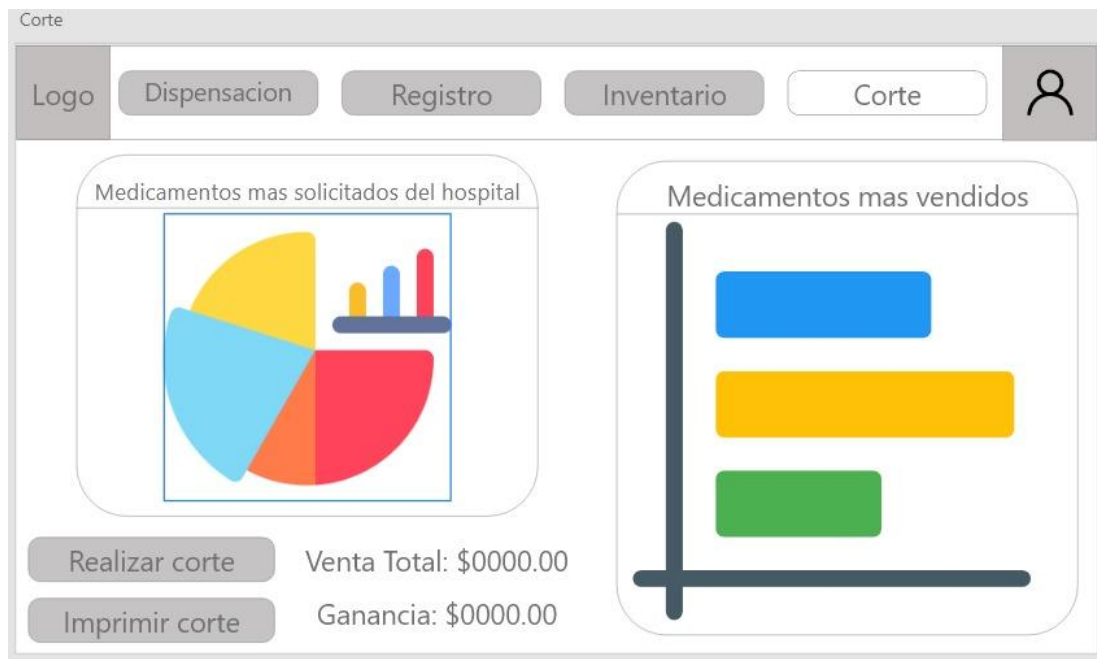 Corte
Logo
Dispensacion
Registro
Inventario
Corte
Medicamentos mas solicitados del hospital
Medicamentos mas vendidos
Realizar corte
Venta Total: $0000.00
Imprimir corte
Ganancia: $0000.00